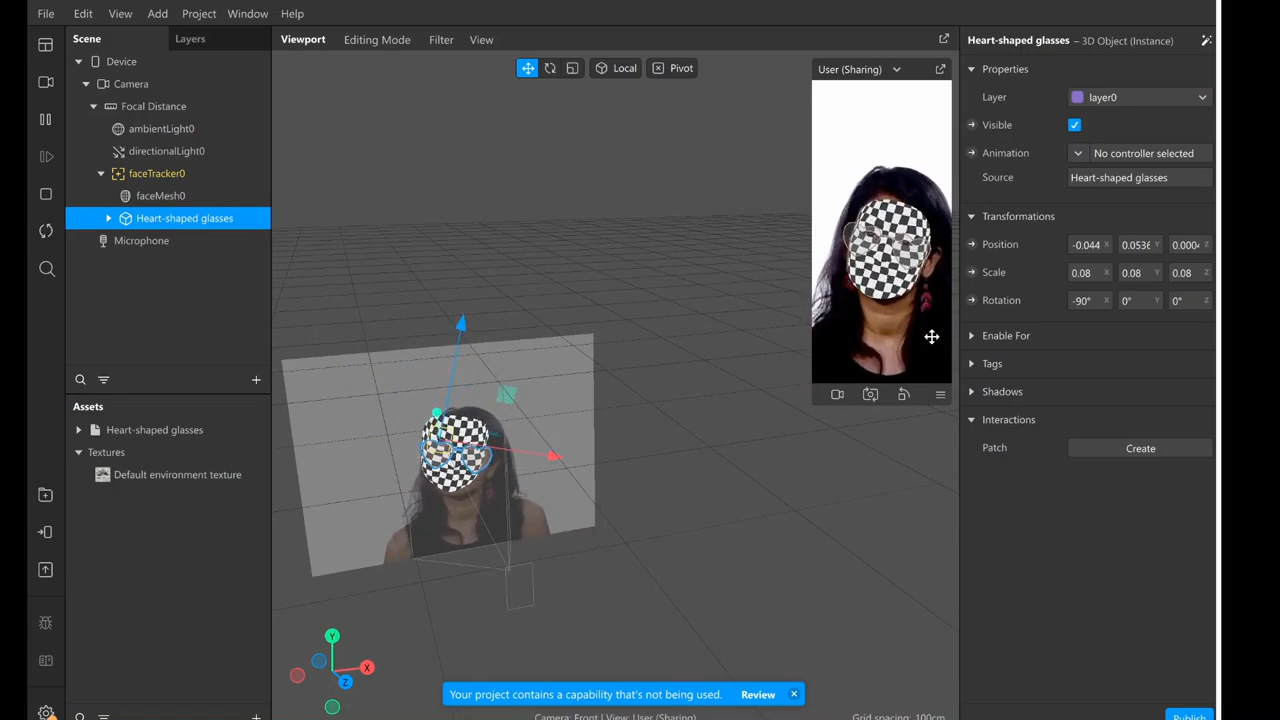 File Edit View Add Project Window Help
Scene Layers
Device
Camera
Focal Distance
ambientLight0
directionalLight0
faceTracker0
faceMesh0
Heart-shaped glasses
Microphone
Assets
Heart-shaped glasses
Textures
Default environment texture
Viewport Editing Mode Filter View
Local Pivot
User (Sharing)
Y
X
Z
Your project contains a capability that's not being used. Review
Camera: Front | View: User (Sharing) Grid spacing: 100cm
Heart-shaped glasses – 3D Object (Instance)
Properties
Layer layer0
Visible
Animation No controller selected
Source Heart-shaped glasses
Transformations
Position -0.044 X 0.0536 Y 0.0004 Z
Scale 0.08 X 0.08 Y 0.08 Z
Rotation -90° X 0° Y 0° Z
Enable For
Tags
Shadows
Interactions
Patch Create
Publish